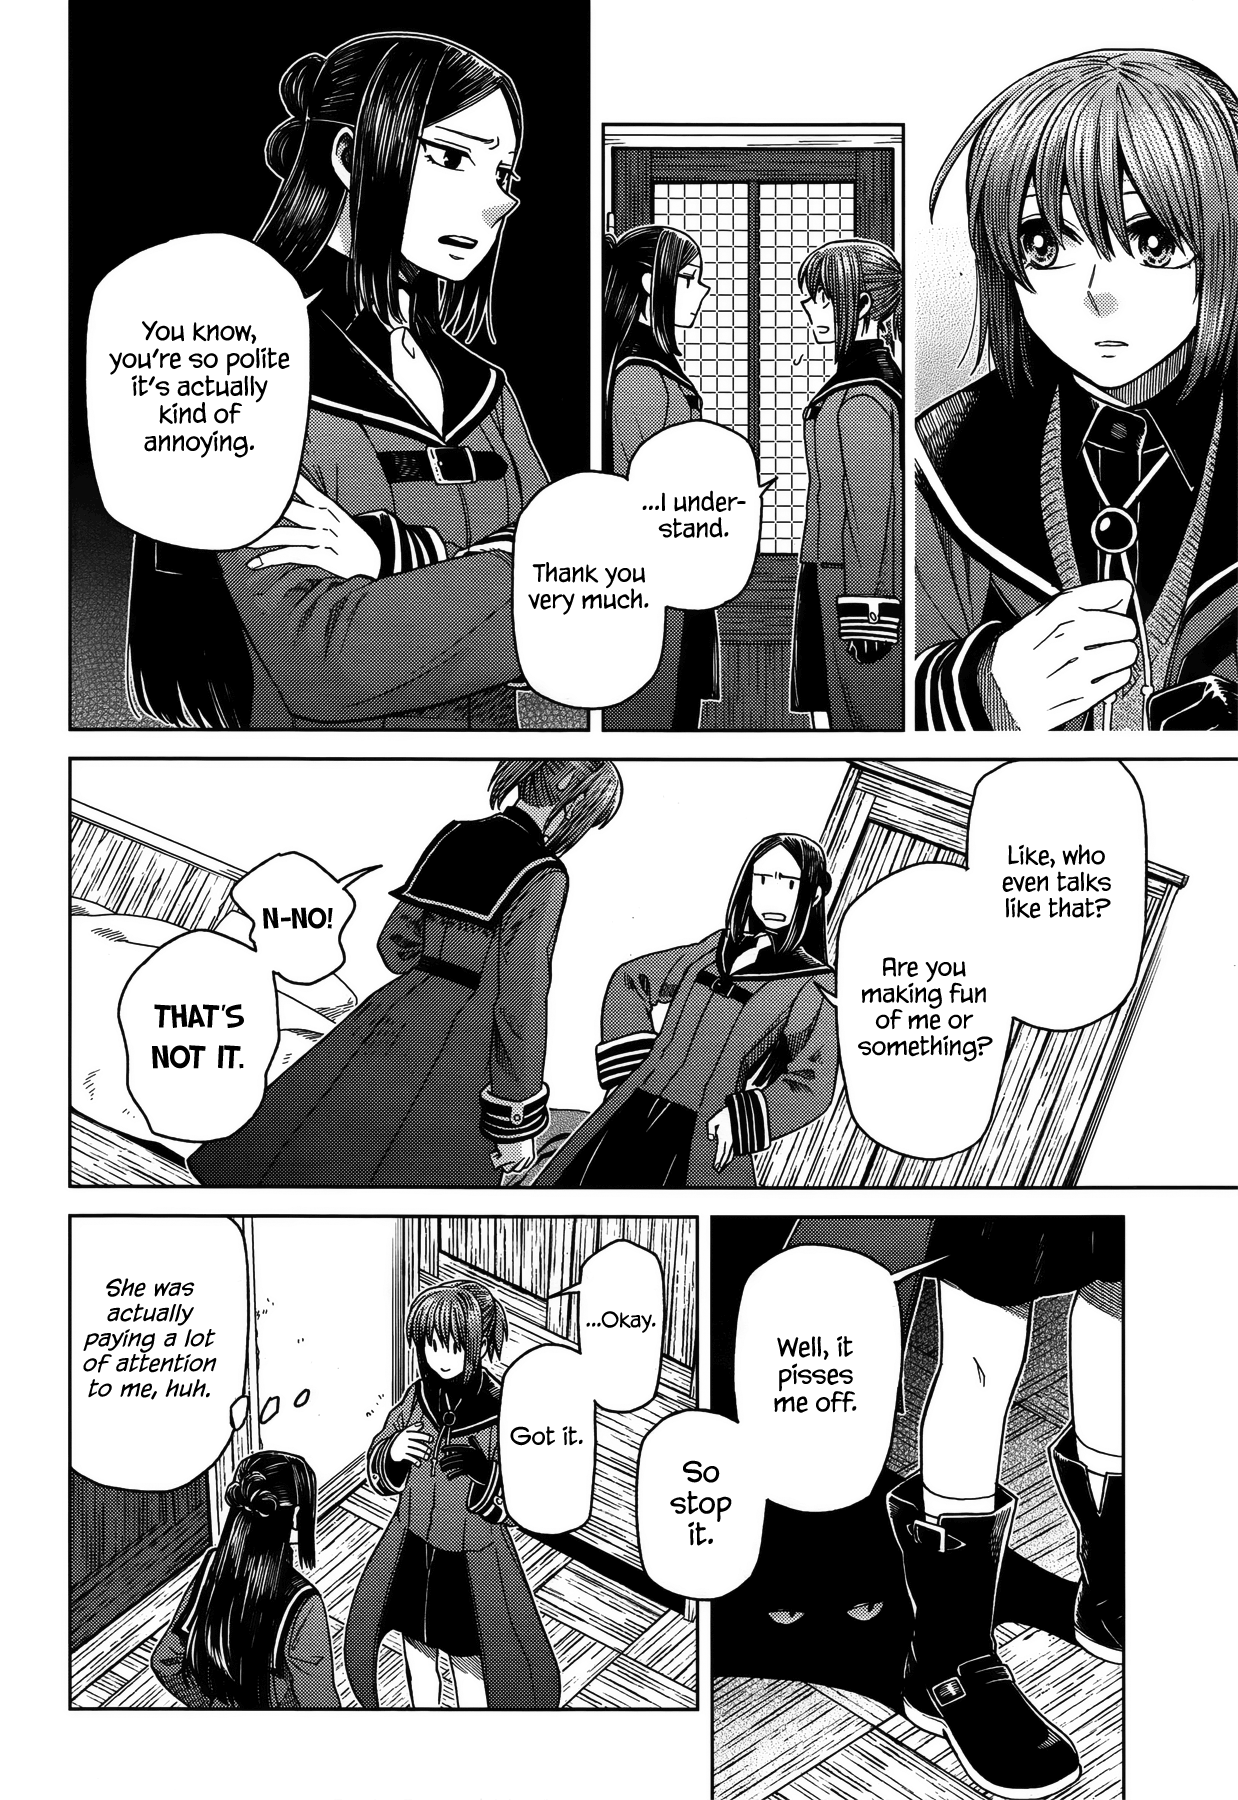 ...I under-
stand.
Thank you
very much.
You know,
you're so polite
it's actually
kind of
annoying.
Like, who
even talks
like that?
Are you
making fun
of me or
something?
N-NO!
THAT'S
NOT IT.
Well, it
pisses
me off.
So
stop
it.
...Okay.
Got it.
She was
actually
paying a lot
of attention
to me, huh.